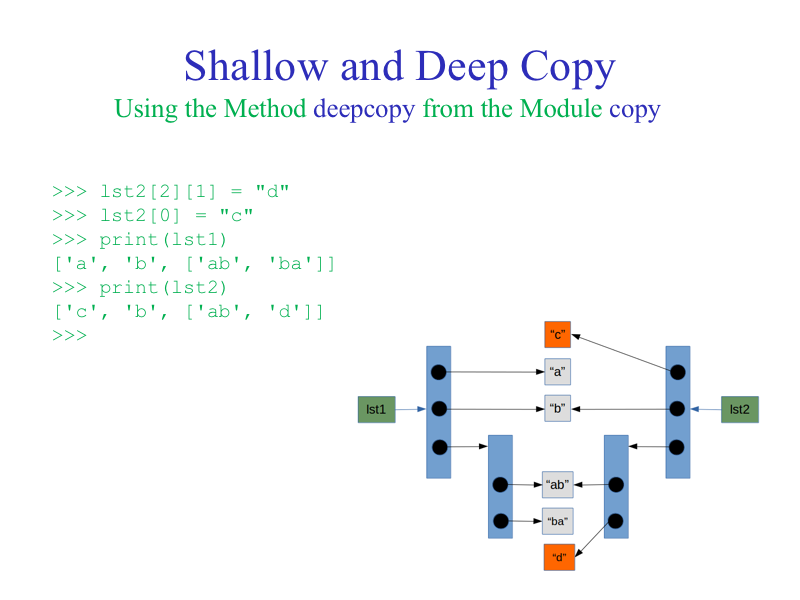 Shallow and Deep Copy
Using the Method deepcopy from the Module copy
>>> lst2[2][1] = "d"
>>> lst2[0] = "c"
>>> print(lst1)
['a', 'b', ['ab', 'ba']]
>>> print(lst2)
['c', 'b', ['ab', 'd']]
>>>
“c”
“a”
lst1
“b”
lst2
“ab”
“ba”
“d”